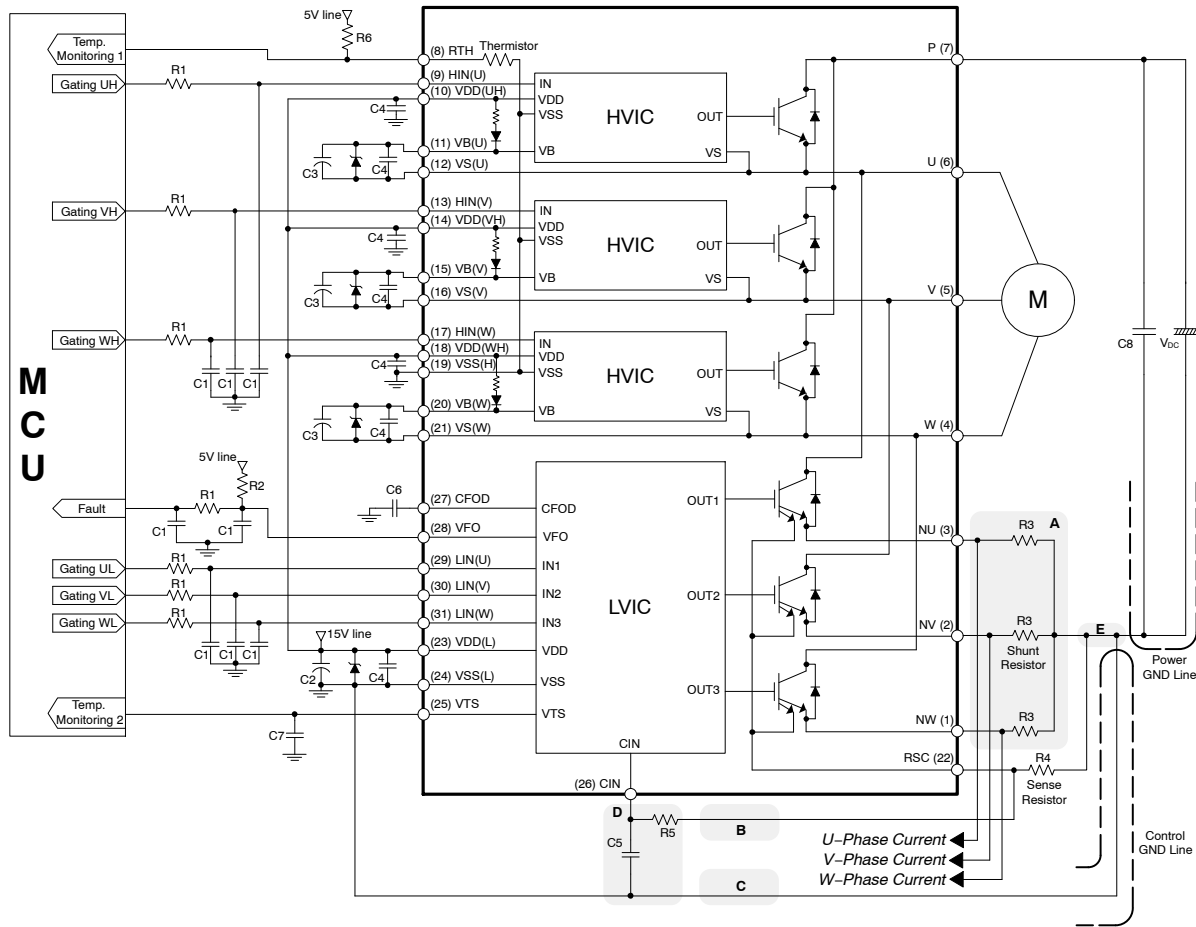 5V line
R6
Temp.
Monitoring 1
(8) RTH
Thermistor
P (7)
Gating UH
R1
(9) HIN(U)
(10) VDD(UH)
C4
IN
VDD
VSS
HVIC
OUT
VB
VS
(11) VB(U)
(12) VS(U)
C3
C4
U (6)
Gating VH
R1
(13) HIN(V)
(14) VDD(VH)
C4
IN
VDD
VSS
HVIC
OUT
VB
VS
(15) VB(V)
(16) VS(V)
C3
C4
V (5)
M
Gating WH
R1
(17) HIN(W)
(18) VDD(WH)
(19) VSS(H)
C4
IN
VDD
VSS
HVIC
OUT
VB
VS
(20) VB(W)
(21) VS(W)
C3
C4
W (4)
C1
C1
C1
C8
VDC
MCU
5V line
R2
Fault
R1
C1
C1
C6
(27) CFOD
CFOD
(28) VFO
VFO
OUT1
NU (3)
Gating UL
R1
(29) LIN(U)
IN1
Gating VL
R1
(30) LIN(V)
IN2
Gating WL
R1
(31) LIN(W)
IN3
LVIC
OUT2
NV (2)
C1
C1
C1
15V line
(23) VDD(L)
VDD
C2
C4
(24) VSS(L)
VSS
OUT3
Temp.
Monitoring 2
(25) VTS
VTS
C7
NW (1)
CIN
(26) CIN
RSC (22)
R3
A
R3
Shunt
Resistor
R3
E
R4
Sense
Resistor
Power
GND Line
D
R5
B
C5
C
U−Phase Current
V−Phase Current
W−Phase Current
Control
GND Line